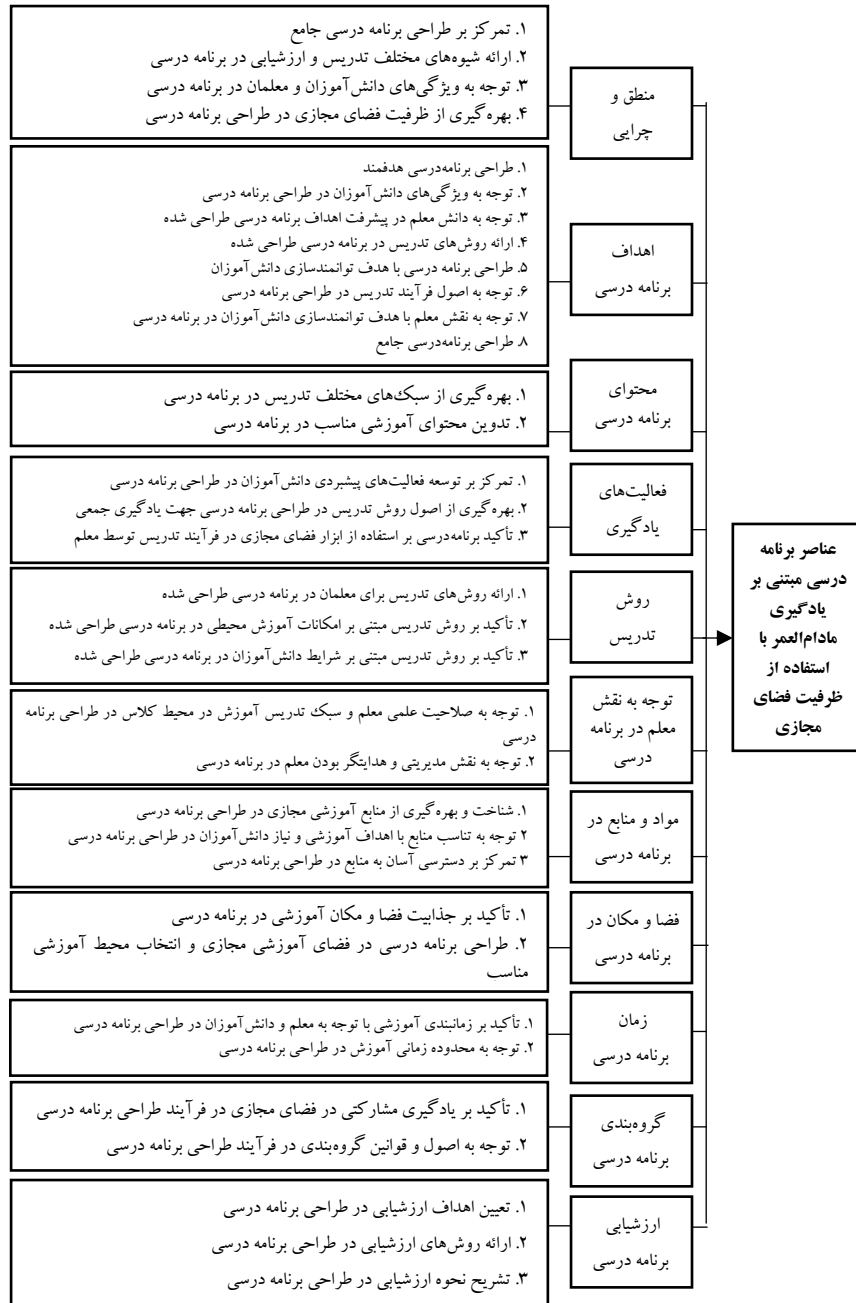 ۱. تمرکز بر طراحی برنامه درسی جامع
۲. ارائه شیوه‌های مختلف تدریس و ارزشیابی در برنامه درسی
۳. توجه به ویژگی‌های دانش‌آموزان و معلمان در برنامه درسی
۴. بهره‌گیری از ظرفیت فضای مجازی در طراحی برنامه درسی
منطق و
چرایی
۱. طراحی برنامه‌درسی هدفمند
۲. توجه به ویژگی‌های دانش‌آموزان در طراحی برنامه درسی
۳. توجه به دانش معلم در پیشرفت اهداف برنامه درسی طراحی شده
۴. ارائه روش‌های تدریس در برنامه درسی طراحی شده
۵. طراحی برنامه درسی با هدف توانمندسازی دانش‌آموزان
۶. توجه به اصول فرآیند تدریس در طراحی برنامه درسی
۷. توجه به نقش معلم با هدف توانمندسازی دانش‌آموزان در برنامه درسی
۸. طراحی برنامه‌درسی جامع
اهداف
برنامه درسی
۱. بهره‌گیری از سبک‌های مختلف تدریس در برنامه درسی
۲. تدوین محتوای آموزشی مناسب در برنامه درسی
محتوای
برنامه درسی
۱. تمرکز بر توسعه فعالیت‌های پیشبردی دانش‌آموزان در طراحی برنامه درسی
۲. بهره‌گیری از اصول روش تدریس در طراحی برنامه درسی جهت یادگیری جمعی
۳. تأکید برنامه‌درسی بر استفاده از ابزار فضای مجازی در فرآیند تدریس توسط معلم
فعالیت‌های
یادگیری
۱. ارائه روش‌های تدریس برای معلمان در برنامه درسی طراحی شده
۲. تأکید بر روش تدریس مبتنی بر امکانات آموزش محیطی در برنامه درسی طراحی شده
۳. تأکید بر روش تدریس مبتنی بر شرایط دانش‌آموزان در برنامه درسی طراحی شده
روش
تدریس
۱. توجه به صلاحیت علمی معلم و سبک تدریس آموزش در محیط کلاس در طراحی برنامه
درسی
۲. توجه به نقش مدیریتی و هدایتگر بودن معلم در برنامه درسی
توجه به نقش
معلم در برنامه
درسی
۱. شناخت و بهره‌گیری از منابع آموزشی مجازی در طراحی برنامه درسی
۲ توجه به تناسب منابع با اهداف آموزشی و نیاز دانش‌آموزان در طراحی برنامه درسی
۳ تمرکز بر دسترسی آسان به منابع در طراحی برنامه درسی
مواد و منابع در
برنامه درسی
۱. تأکید بر جذابیت فضا و مکان آموزشی در برنامه درسی
۲. طراحی برنامه درسی در فضای آموزشی مجازی و انتخاب محیط آموزشی
مناسب
فضا و مکان در
برنامه درسی
۱. تأکید بر زمانبندی آموزشی با توجه به معلم و دانش‌آموزان در طراحی برنامه درسی
۲. توجه به محدوده زمانی آموزش در طراحی برنامه درسی
زمان
برنامه درسی
۱. تأکید بر یادگیری مشارکتی در فضای مجازی در فرآیند طراحی برنامه درسی
۲. توجه به اصول و قوانین گروه‌بندی در فرآیند طراحی برنامه درسی
گروه‌بندی
برنامه درسی
۱. تعیین اهداف ارزشیابی در طراحی برنامه درسی
۲. ارائه روش‌های ارزشیابی در طراحی برنامه درسی
۳. تشریح نحوه ارزشیابی در طراحی برنامه درسی
ارزشیابی
برنامه درسی
عناصر برنامه
درسی مبتنی بر
یادگیری
مادام‌العمر با
استفاده از
ظرفیت فضای
مجازی